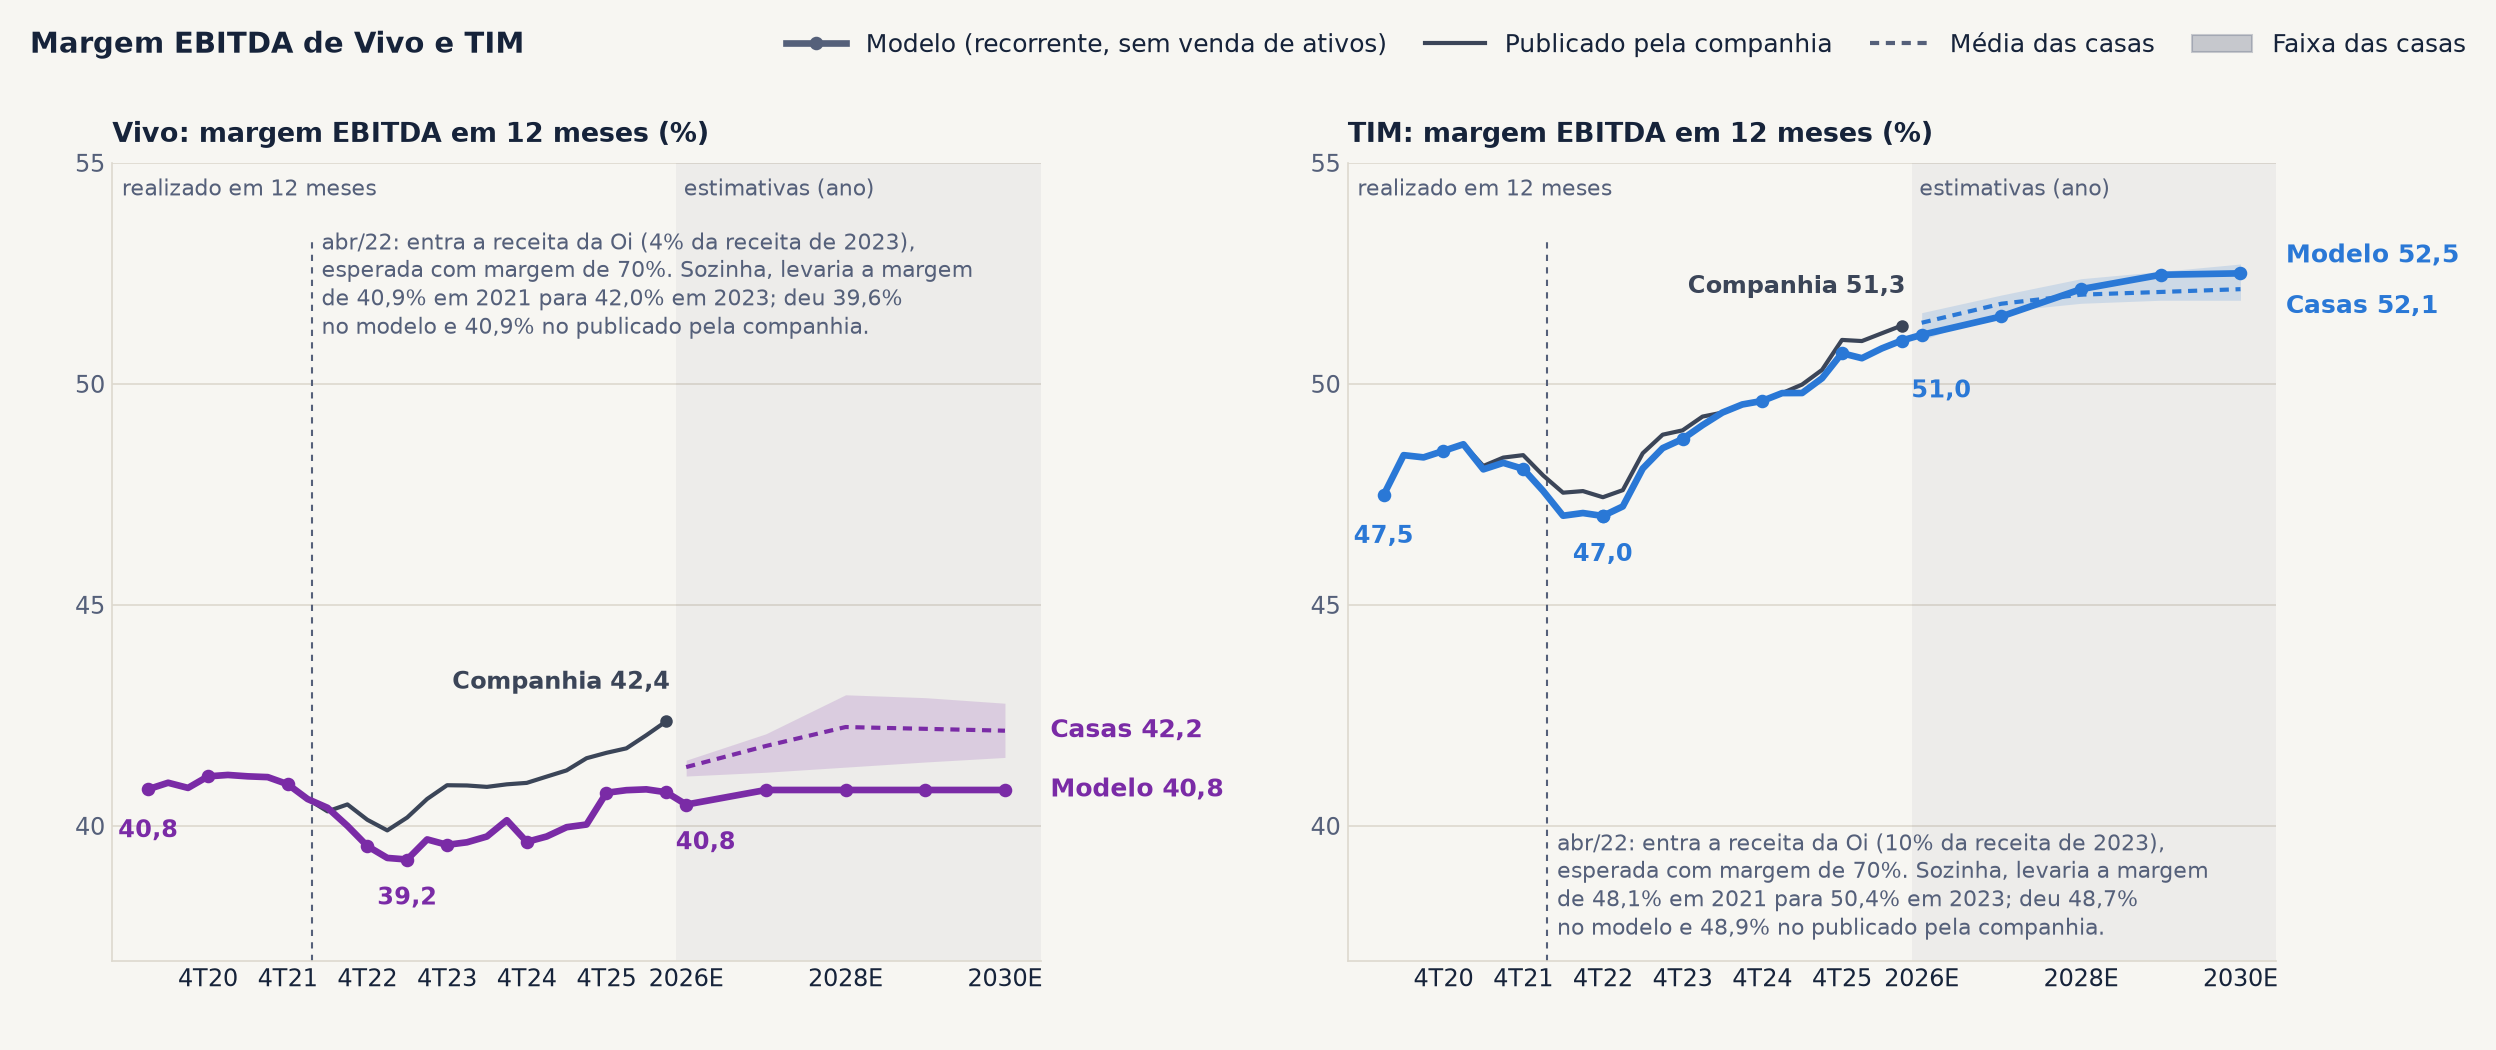 Margem EBITDA de Vivo e TIM
Modelo (recorrente, sem venda de ativos)
Publicado pela companhia
Média das casas
Faixa das casas
Vivo: margem EBITDA em 12 meses (%)
55
realizado em 12 meses
estimativas (ano)
abr/22: entra a receita da Oi (4% da receita de 2023),
esperada com margem de 70%. Sozinha, levaria a margem
de 40,9% em 2021 para 42,0% em 2023; deu 39,6%
no modelo e 40,9% no publicado pela companhia.
50
45
Companhia 42,4
Casas 42,2
Modelo 40,8
40
40,8
40,8
39,2
4T20 4T21 4T22 4T23 4T24 4T25 2026E 2028E 2030E
TIM: margem EBITDA em 12 meses (%)
55
realizado em 12 meses
estimativas (ano)
Modelo 52,5
Companhia 51,3
Casas 52,1
50
51,0
47,5
47,0
45
40
abr/22: entra a receita da Oi (10% da receita de 2023),
esperada com margem de 70%. Sozinha, levaria a margem
de 48,1% em 2021 para 50,4% em 2023; deu 48,7%
no modelo e 48,9% no publicado pela companhia.
4T20 4T21 4T22 4T23 4T24 4T25 2026E 2028E 2030E